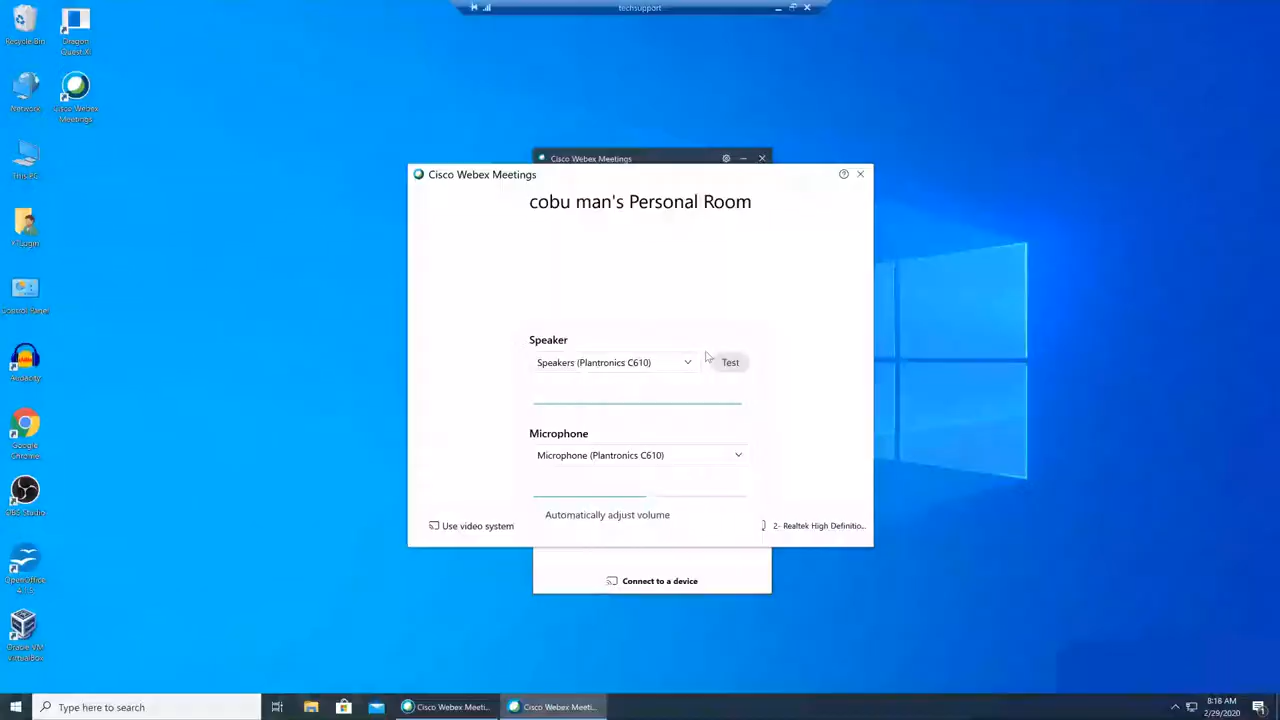 techsupport
Recycle Bin
Dragon
Quest XI
Network
Cisco Webex
Meetings
This PC
Control Panel
Audacity
Google
Chrome
OBS Studio
OpenOffice
Oracle VM
VirtualBox
Cisco Webex Meetings
Cisco Webex Meetings
cobu man's Personal Room
Speaker
Speakers (Plantronics C610)
Test
Microphone
Microphone (Plantronics C610)
Automatically adjust volume
Use video system
2- Realtek High Definitio...
Connect to a device
Type here to search
Cisco Webex Meeti...
Cisco Webex Meeti...
8:18 AM
2/29/2020